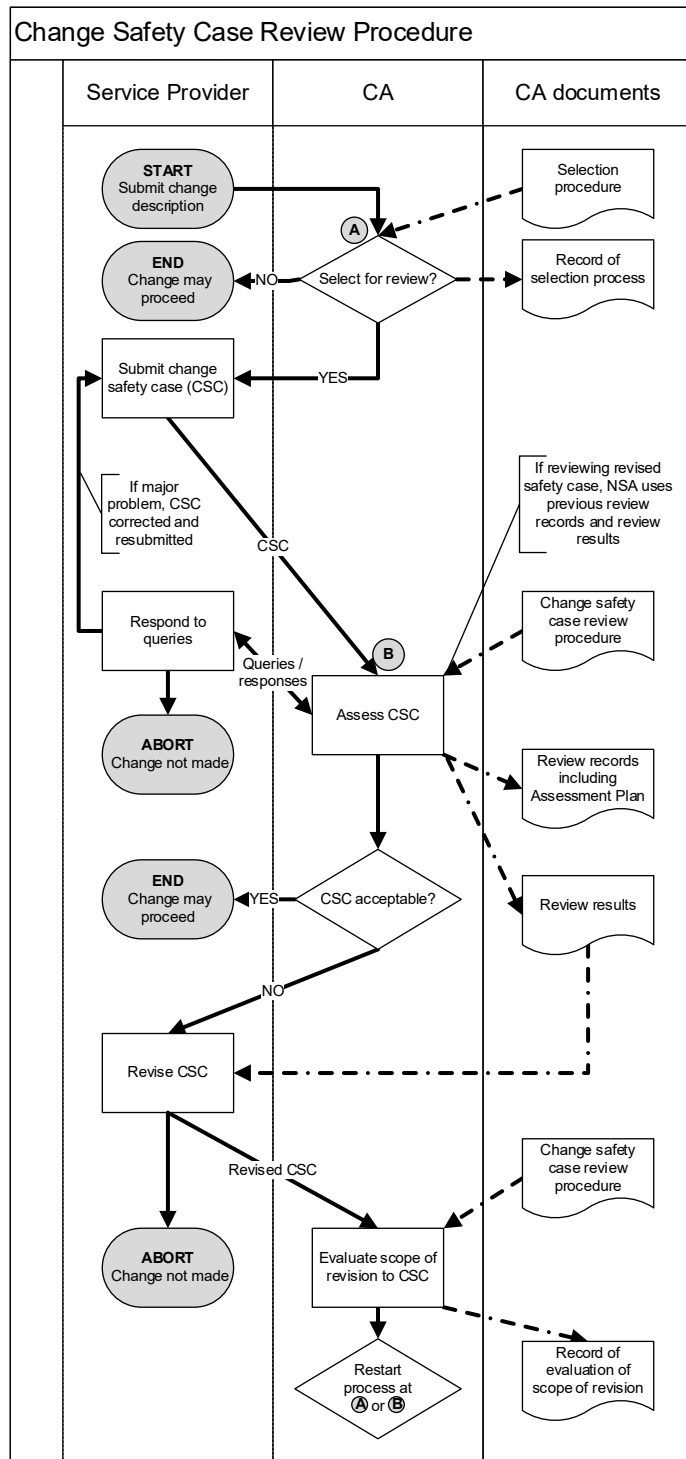 Change Safety Case Review Procedure
Service Provider
CA
CA documents
START
Submit change
description
Selection
procedure
A
END
Change may
proceed
NO
Select for review?
Record of
selection process
Submit change
safety case (CSC)
YES
If major
problem, CSC
corrected and
resubmitted
If reviewing revised
safety case, NSA uses
previous review
records and review
results
CSC
Respond to
queries
Queries /
responses
B
Change safety
case review
procedure
Assess CSC
ABORT
Change not made
Review records
including
Assessment Plan
END
Change may
proceed
YES
CSC acceptable?
Review results
NO
Revise CSC
Revised CSC
Change safety
case review
procedure
ABORT
Change not made
Evaluate scope of
revision to CSC
Restart
process at
A or B
Record of
evaluation of
scope of revision